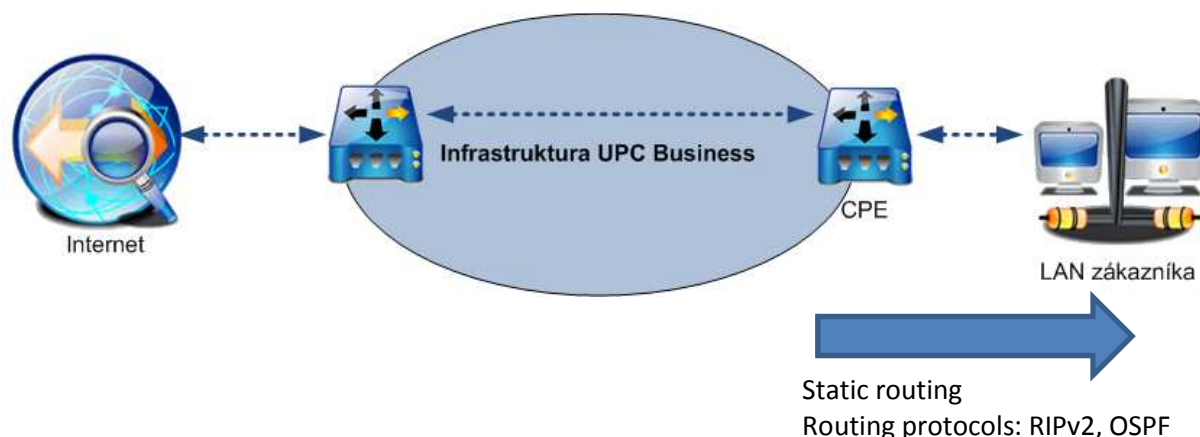 Infrastruktura UPC Business
Internet
CPE
LAN zákazníka
Static routing
Routing protocols: RIPv2, OSPF